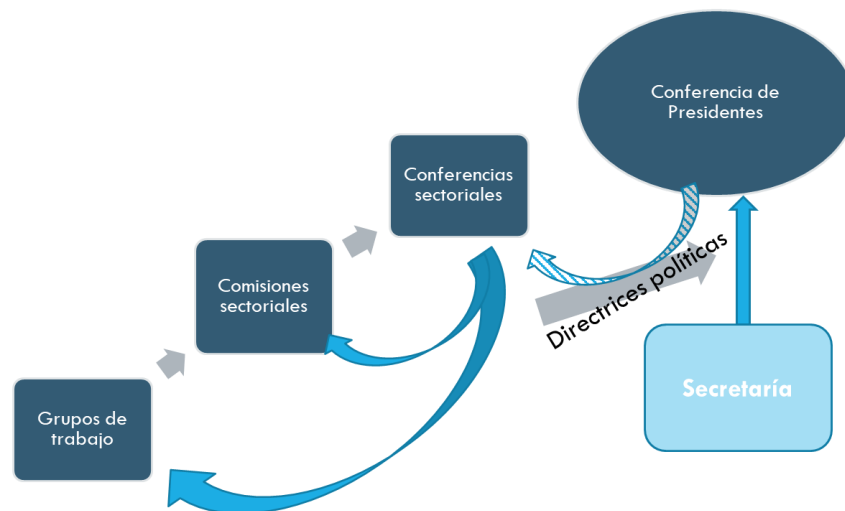 Conferencia de
Presidentes
Conferencias
sectoriales
Directrices políticas
Comisiones
sectoriales
Secretaría
Grupos de
trabajo